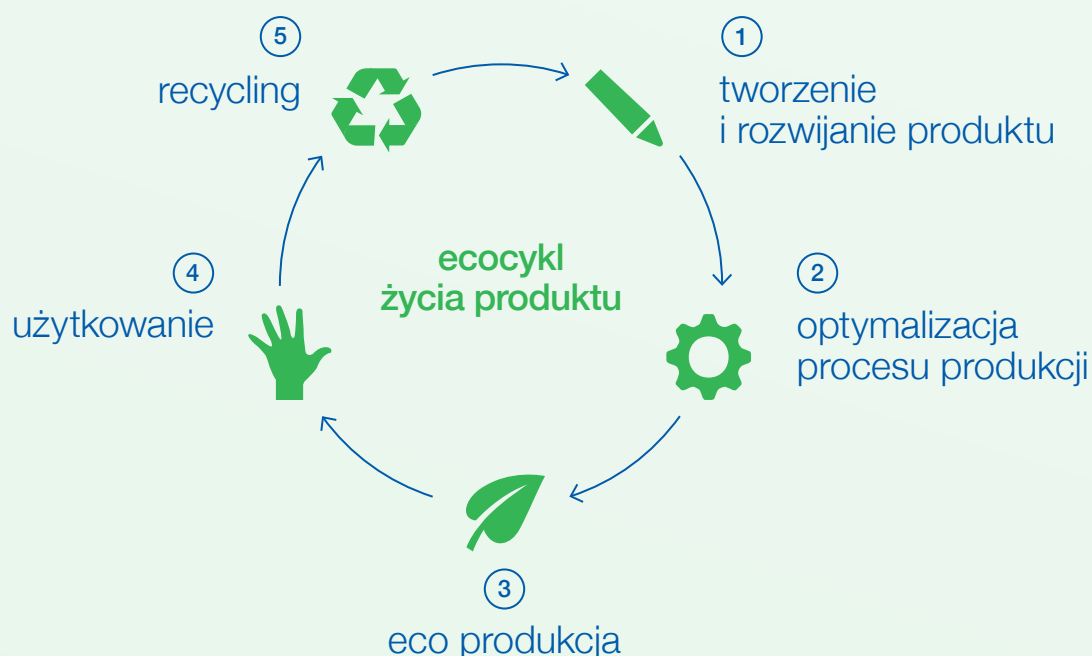 5
recycling
1
tworzenie
i rozwijanie produktu
ecocykl
życia produktu
4
użytkowanie
2
optymalizacja
procesu produkcji
3
eco produkcja